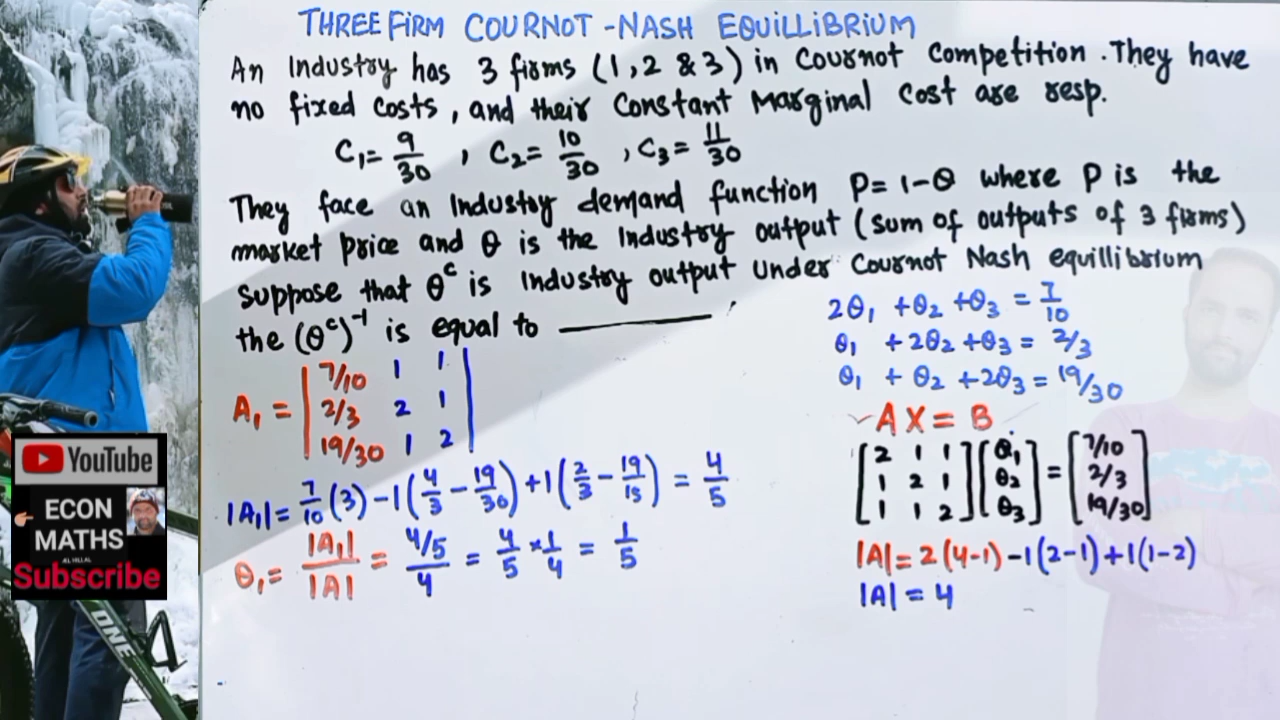 THREE FIRM COURNOT-NASH EQUILLIBRIUM
An Industry has 3 firms (1,2 & 3) in Cournot Competition. They have
no fixed costs, and their Constant Marginal Cost are resp.
C₁ = 9/30 , C₂ = 10/30 , C₃ = 11/30
They face an Industry demand function P = 1-Θ where P is the
market price and Θ is the Industry output (sum of outputs of 3 firms)
Suppose that Θᶜ is Industry output under Cournot Nash equillibrium
the (Θᶜ)⁻¹ is equal to ______
2Θ₁ + Θ₂ + Θ₃ = 7/10
Θ₁ + 2Θ₂ + Θ₃ = 2/3
Θ₁ + Θ₂ + 2Θ₃ = 19/30
A X = B
[2 1 1] [Θ₁] = [7/10]
[1 2 1] [Θ₂] = [2/3]
[1 1 2] [Θ₃] = [19/30]
|A| = 2(4-1) -1(2-1) + 1(1-2)
|A| = 4
A₁ =
| 7/10 1 1 |
| 2/3 2 1 |
| 19/30 1 2 |
|A₁| = 7/10 (3) - 1(4/3 - 19/30) + 1(2/3 - 19/15) = 4/5
Θ₁ = |A₁|/|A| = 4/5/4 = 4/5 × 1/4 = 1/5
YouTube
ECON
MATHS
Subscribe
ONE